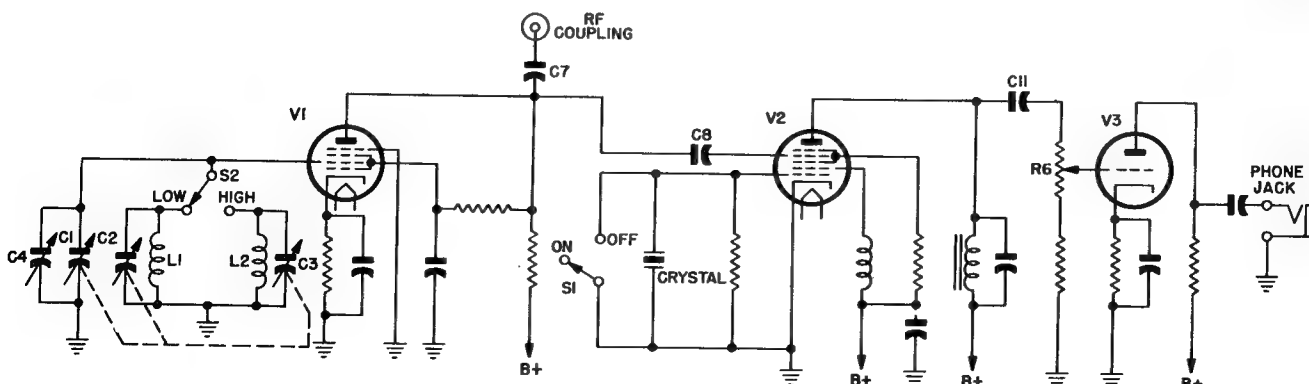 RF
COUPLING
C7
V1
V2
C11
V3
C8
S2
R6
PHONE
JACK
LOW
HIGH
OFF
C4
C1
C2
L1
L2
C3
ON
CRYSTAL
S1
B+
B+
B+
B+